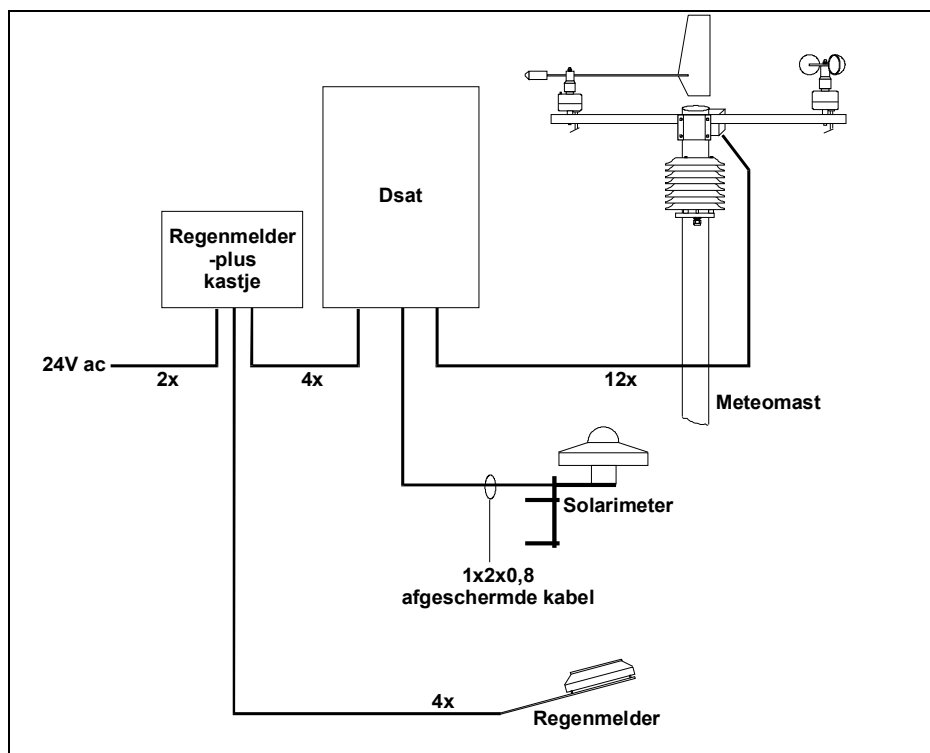 Dsat
Regenmelder
-plus
kastje
24V ac
2x
4x
12x
Meteomast
Solarimeter
1x2x0,8
afgeschermde kabel
4x
Regenmelder